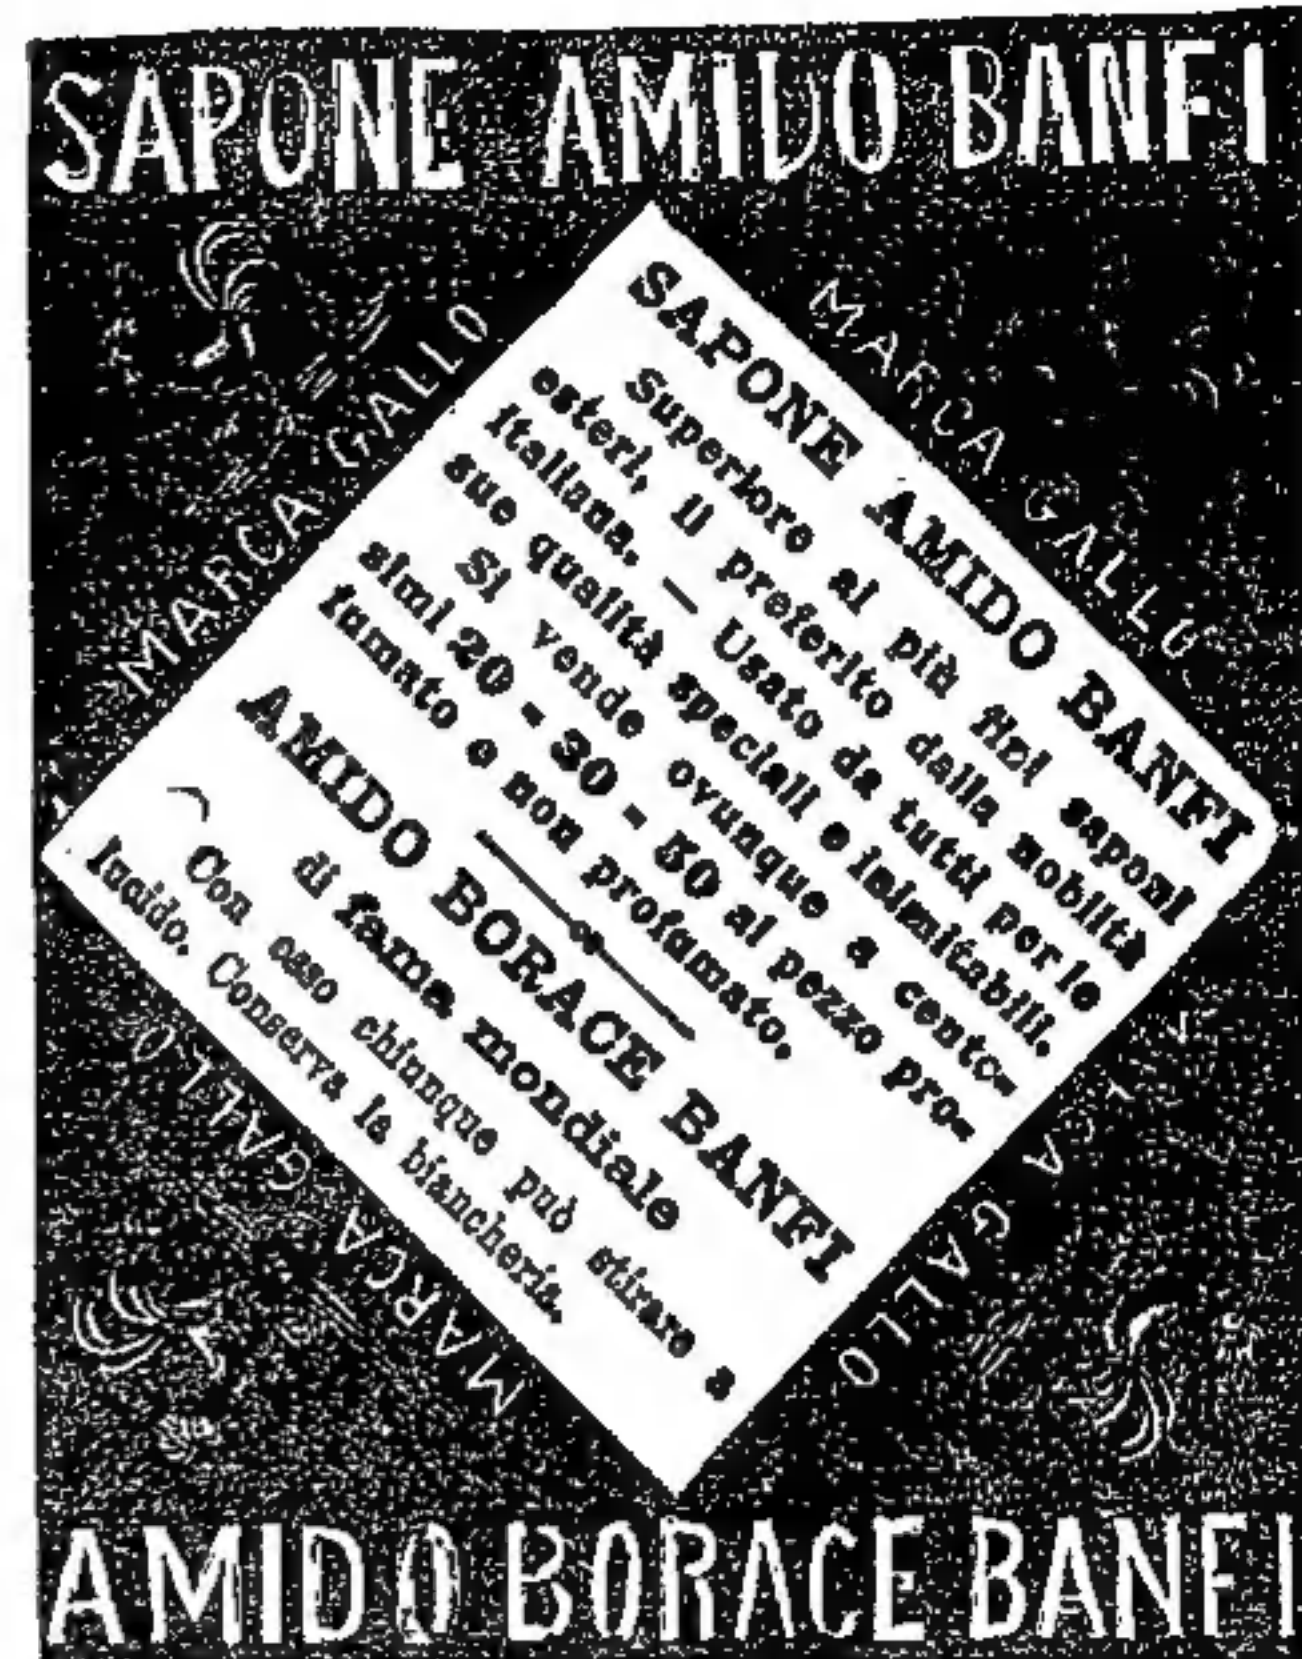 SAPONE AMIDO BANFI
MARCA GALLO
MARCA GALLO
SAPONE AMIDO BANFI
Superiore ai più fini saponi
esteri, il preferito dalla nobiltà
italiana. — Usato da tutti per le
sue qualità speciali e inimitabili.
Si vende ovunque a cente-
simi 20 - 30 - 50 al pezzo pro-
fumato e non profumato.
AMIDO BORACE BANFI
di fama mondiale
Con esso chiunque può stirare a
lucido. Conserva la biancheria.
MARCA GALLO
GALLO
AMIDO BORACE BANFI